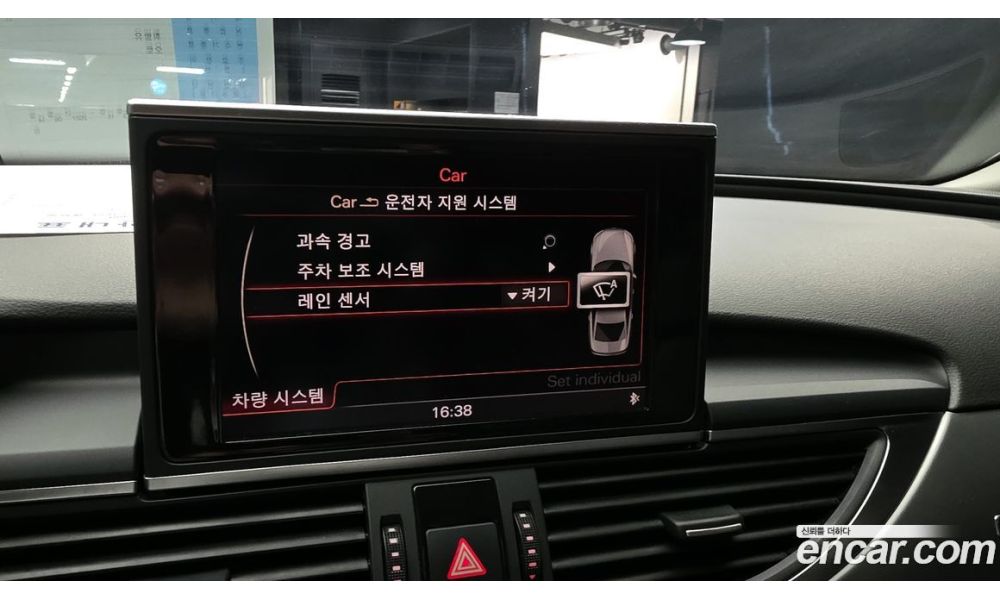 Car
Car 운전자 지원 시스템
과속 경고
주차 보조 시스템
레인 센서 켜기
A
Set individual
차량 시스템
16:38
신뢰를 더하다
encar.com